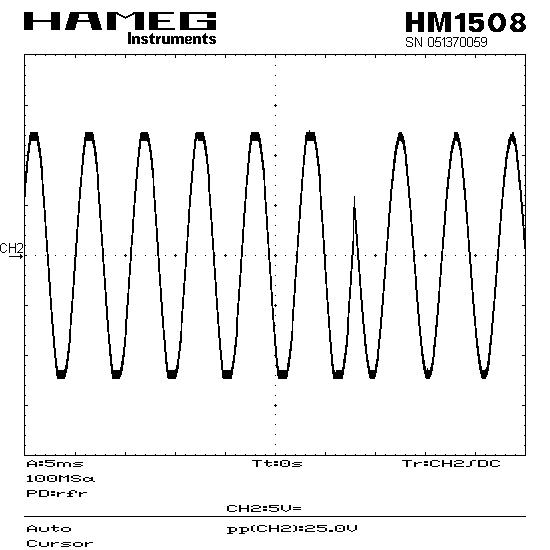 HAMEG
Instruments
HM1508
SN 051370059
CH2
A:5ms Tt:0s Tr:CH2∫DC
100MSa
PD:rfr
CH2:5V=
Auto pp(CH2):25.0V
Cursor